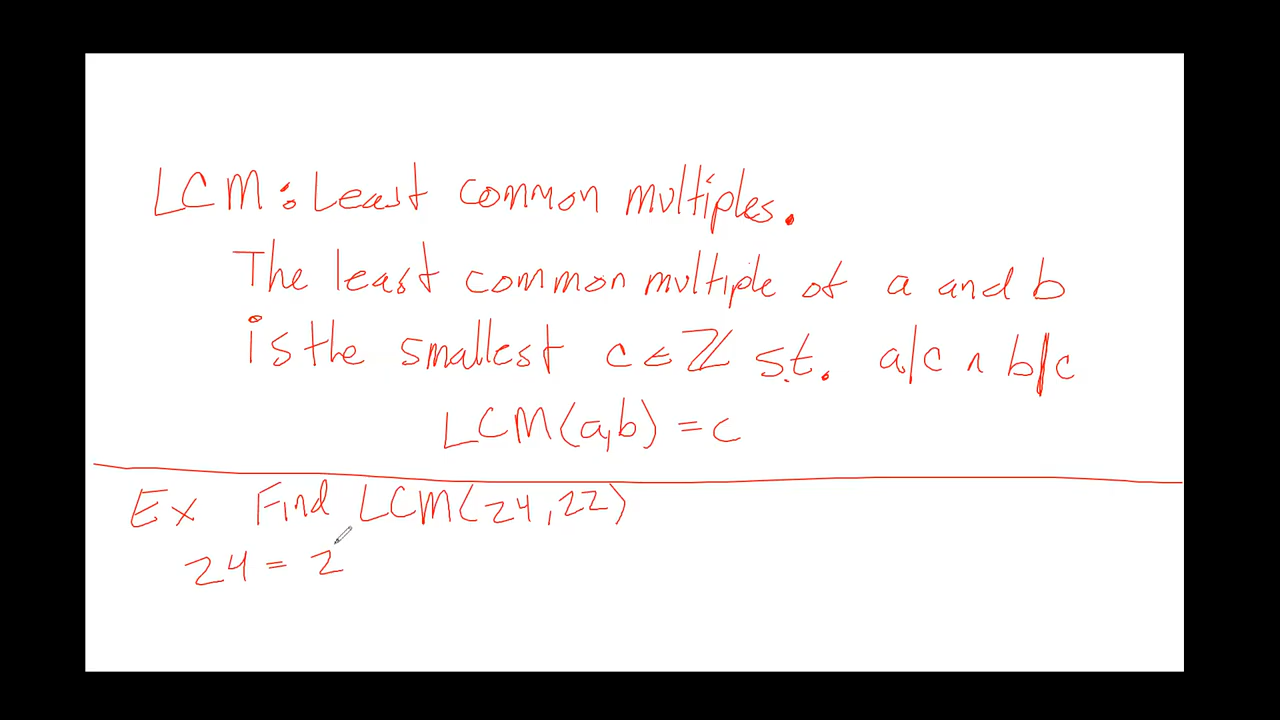 LCM: Least common multiples.
The least common multiple of a and b
is the smallest c ∈ ℤ s.t. a|c ∧ b|c
LCM(a,b) = c
Ex Find LCM(24,22)
24 = 2